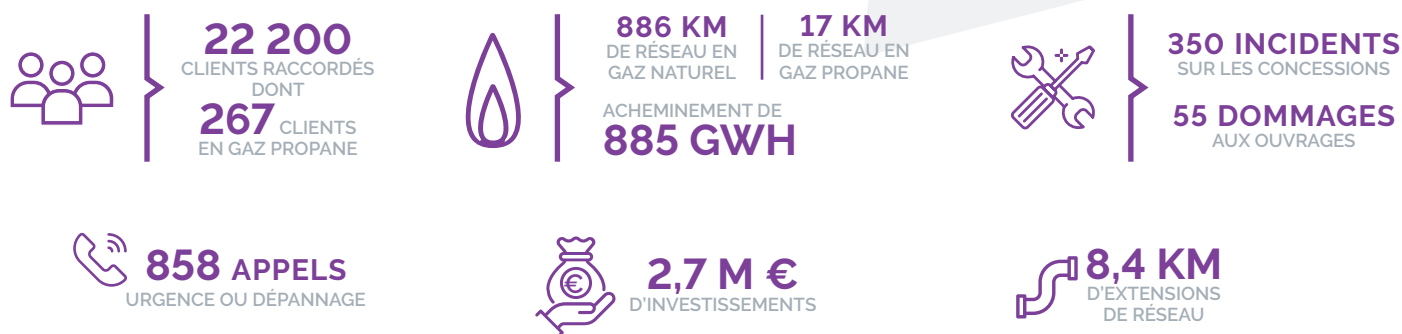 22 200
CLIENTS RACCORDÉS
DONT
267 CLIENTS
EN GAZ PROPANE
886 KM
DE RÉSEAU EN
GAZ NATUREL
17 KM
DE RÉSEAU EN
GAZ PROPANE
ACHEMINEMENT DE
885 GWH
350 INCIDENTS
SUR LES CONCESSIONS
55 DOMMAGES
AUX OUVRAGES
858 APPELS
URGENCE OU DÉPANNAGE
€
2,7 M €
D'INVESTISSEMENTS
8,4 KM
D'EXTENSIONS
DE RÉSEAU